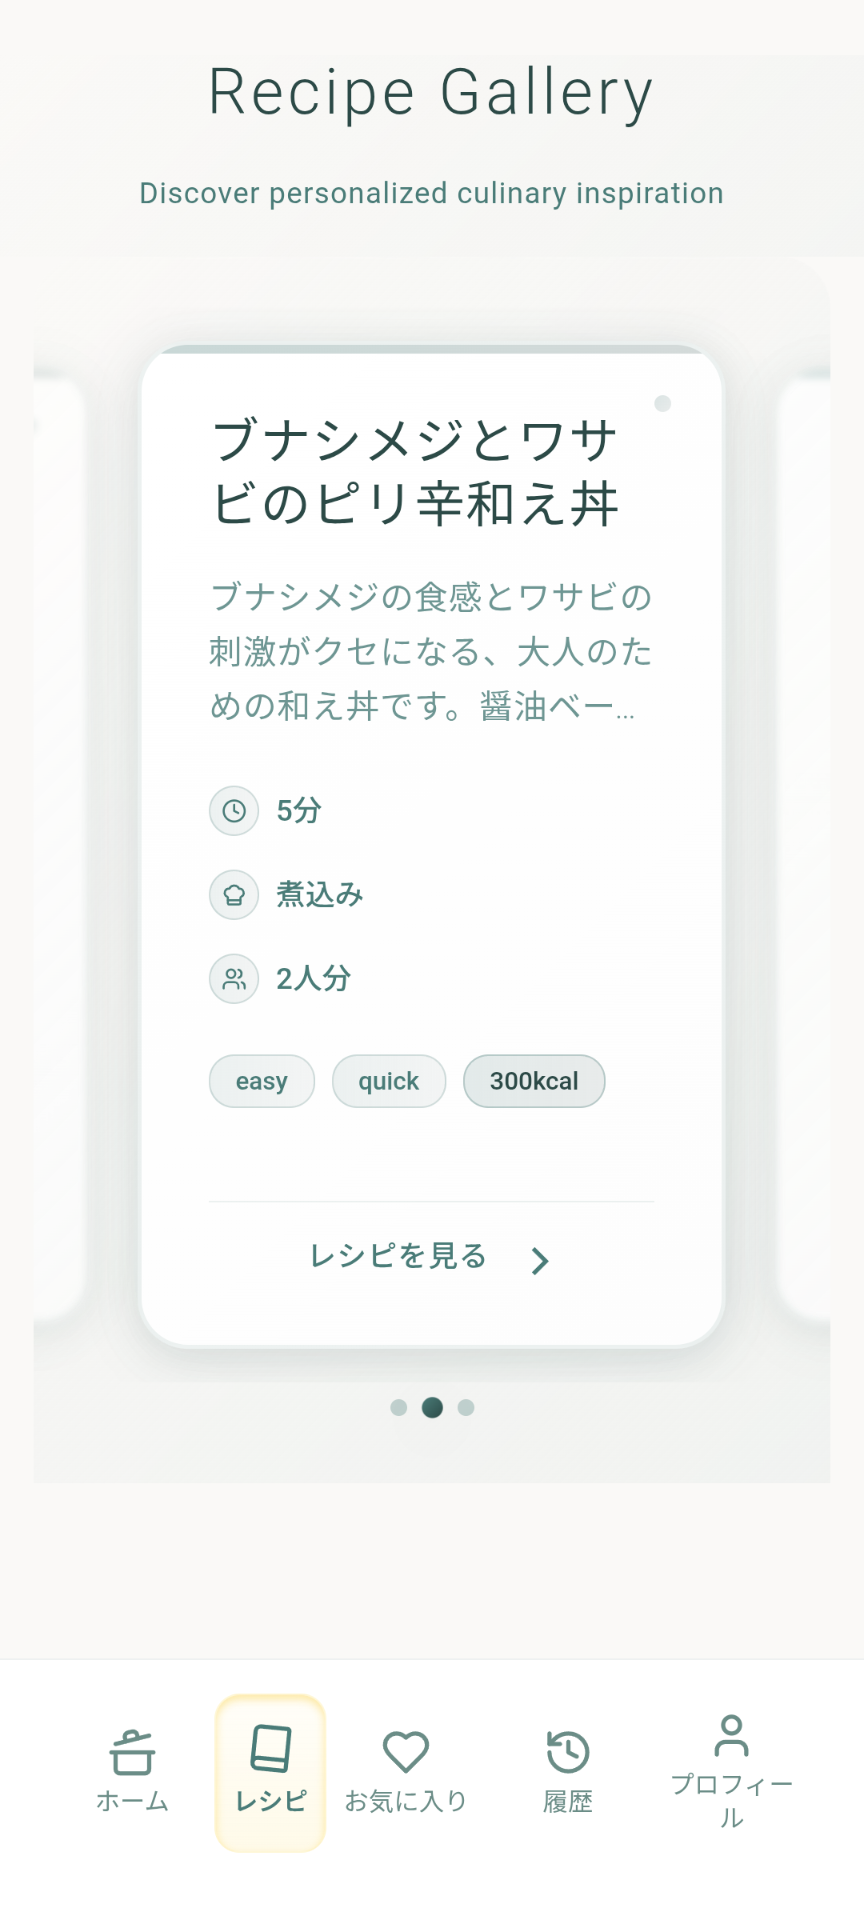 Recipe Gallery
Discover personalized culinary inspiration
ブナシメジとワサ
ビのピリ辛和え丼
ブナシメジの食感とワサビの
刺激がクセになる、大人のた
めの和え丼です。醤油ベー...
5分
煮込み
2人分
easy quick 300kcal
レシピを見る
ホーム レシピ お気に入り 履歴 プロフィー
ル